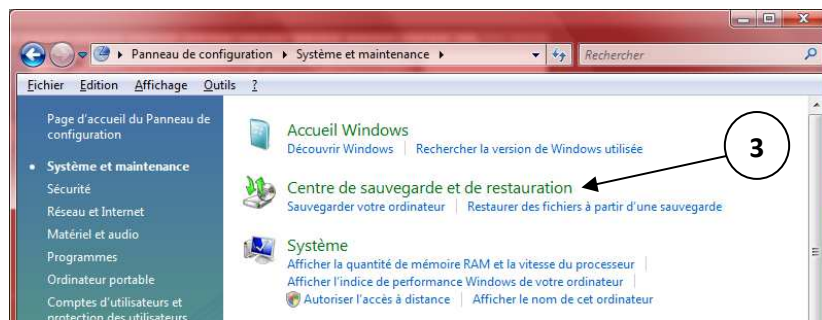 Panneau de configuration ▸ Système et maintenance ▸
Rechercher
Fichier Edition Affichage Outils ?
Page d'accueil du Panneau de
configuration
Système et maintenance
Sécurité
Réseau et Internet
Matériel et audio
Programmes
Ordinateur portable
Comptes d'utilisateurs et
protection des utilisateurs
Accueil Windows
Découvrir Windows Rechercher la version de Windows utilisée
Centre de sauvegarde et de restauration
Sauvegarder votre ordinateur Restaurer des fichiers à partir d'une sauvegarde
Système
Afficher la quantité de mémoire RAM et la vitesse du processeur
Afficher l'indice de performance Windows de votre ordinateur
Autoriser l'accès à distance Afficher le nom de cet ordinateur
3